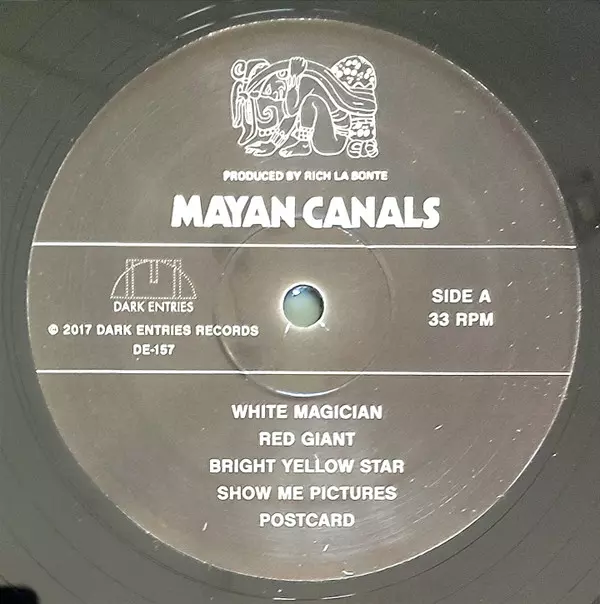 PRODUCED BY RICH LA BONTE
MAYAN CANALS
DARK ENTRIES
© 2017 DARK ENTRIES RECORDS
DE-157
SIDE A
33 RPM
WHITE MAGICIAN
RED GIANT
BRIGHT YELLOW STAR
SHOW ME PICTURES
POSTCARD